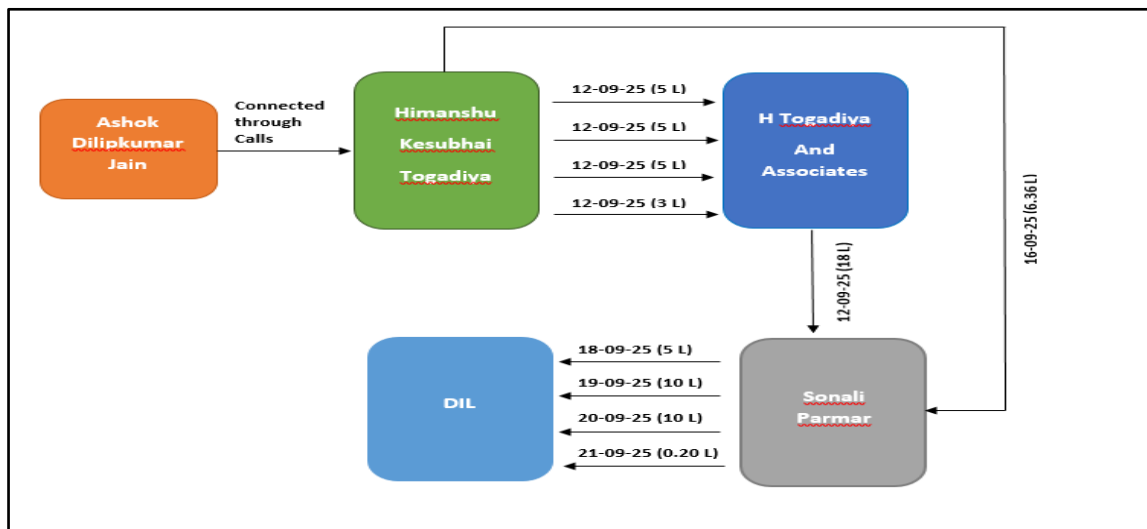 Ashok
Dilipkumar
Jain
Connected
through
Calls
Himanshu
Kesubhai
Togadiya
12-09-25 (5 L)
12-09-25 (5 L)
12-09-25 (5 L)
12-09-25 (3 L)
H Togadiya
And
Associates
16-09-25 (6.36 L)
12-09-25 (18 L)
DIL
18-09-25 (5 L)
19-09-25 (10 L)
20-09-25 (10 L)
21-09-25 (0.20 L)
Sonali
Parmar